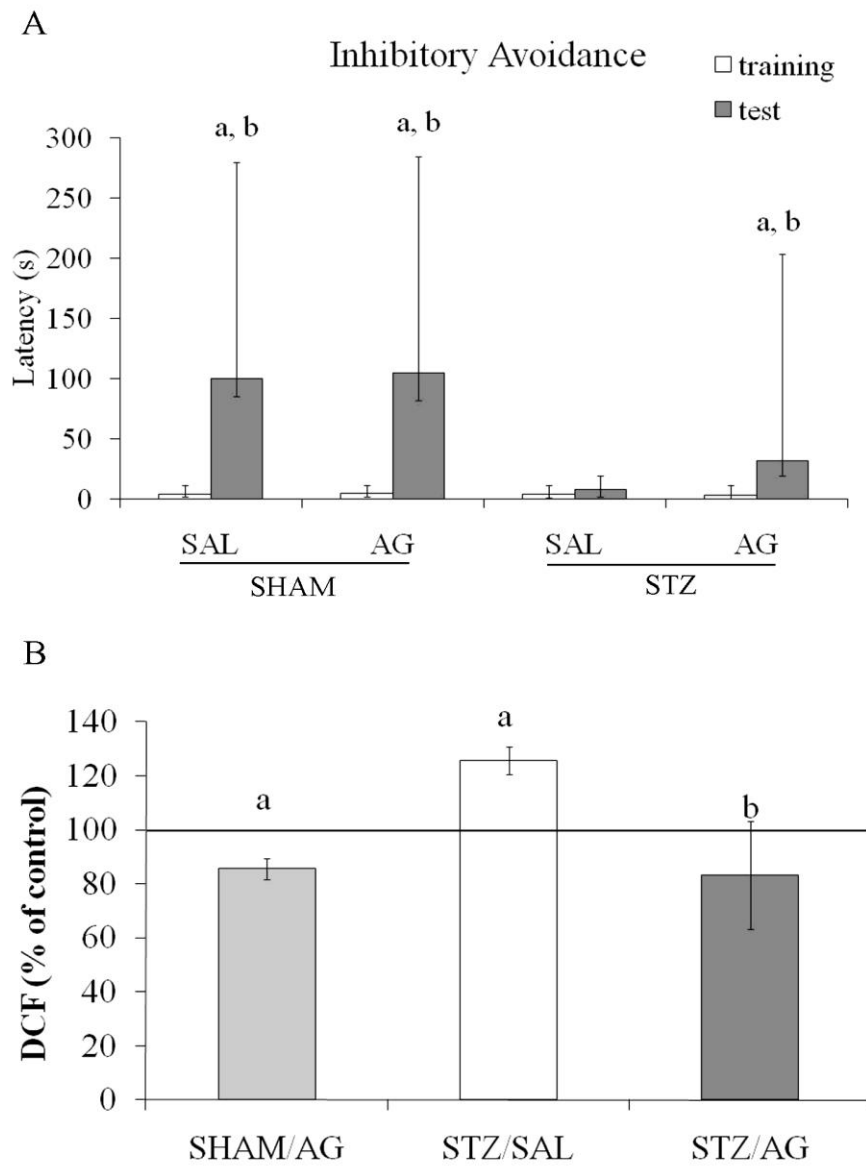 A
Inhibitory Avoidance
training
test
a, b
a, b
a, b
300
250
200
150
100
50
0
Latency (s)
SAL AG SAL AG
SHAM STZ
B
140
120
100
80
60
40
20
0
DCF (% of control)
a
a
b
SHAM/AG STZ/SAL STZ/AG